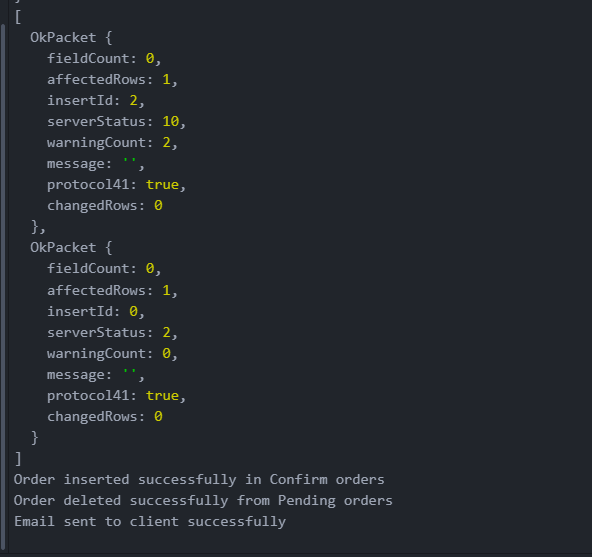 [
  OkPacket {
    fieldCount: 0,
    affectedRows: 1,
    insertId: 2,
    serverStatus: 10,
    warningCount: 2,
    message: '',
    protocol41: true,
    changedRows: 0
  },
  OkPacket {
    fieldCount: 0,
    affectedRows: 1,
    insertId: 0,
    serverStatus: 2,
    warningCount: 0,
    message: '',
    protocol41: true,
    changedRows: 0
  }
]
Order inserted successfully in Confirm orders
Order deleted successfully from Pending orders
Email sent to client successfully